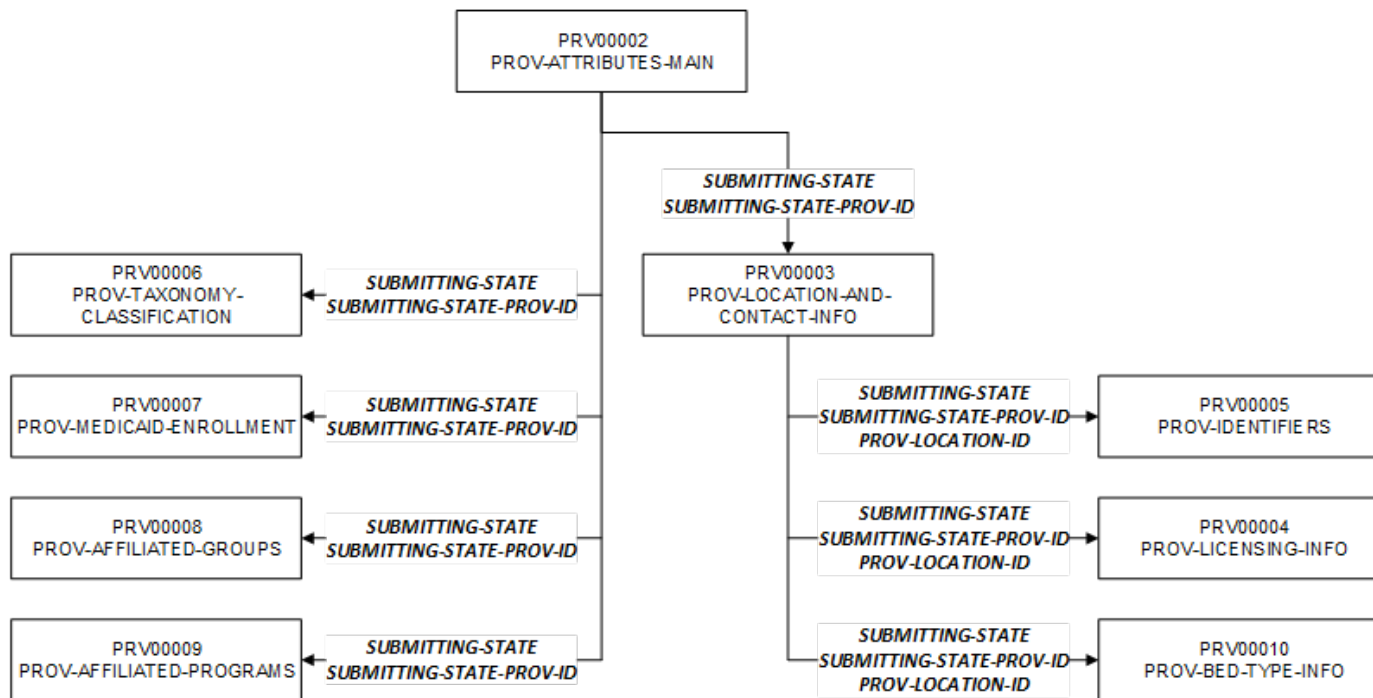 PRV00002
PROV-ATTRIBUTES-MAIN
SUBMITTING-STATE
SUBMITTING-STATE-PROV-ID
PRV00006
PROV-TAXONOMY-
CLASSIFICATION
SUBMITTING-STATE
SUBMITTING-STATE-PROV-ID
PRV00003
PROV-LOCATION-AND-
CONTACT-INFO
PRV00007
PROV-MEDICAID-ENROLLMENT
SUBMITTING-STATE
SUBMITTING-STATE-PROV-ID
SUBMITTING-STATE
SUBMITTING-STATE-PROV-ID
PROV-LOCATION-ID
PRV00005
PROV-IDENTIFIERS
PRV00008
PROV-AFFILIATED-GROUPS
SUBMITTING-STATE
SUBMITTING-STATE-PROV-ID
SUBMITTING-STATE
SUBMITTING-STATE-PROV-ID
PROV-LOCATION-ID
PRV00004
PROV-LICENSING-INFO
PRV00009
PROV-AFFILIATED-PROGRAMS
SUBMITTING-STATE
SUBMITTING-STATE-PROV-ID
SUBMITTING-STATE
SUBMITTING-STATE-PROV-ID
PROV-LOCATION-ID
PRV00010
PROV-BED-TYPE-INFO